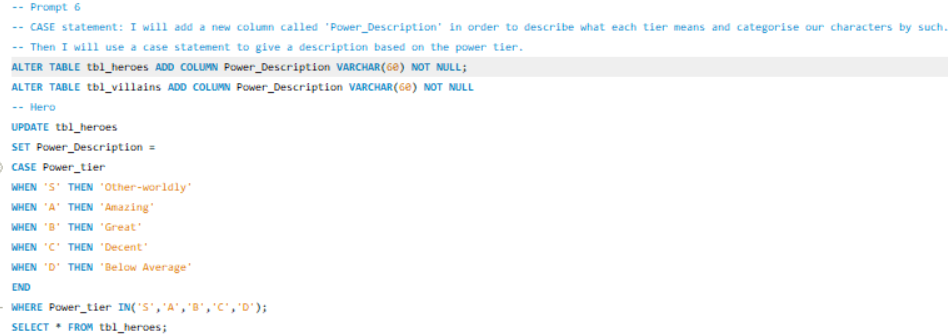 -- Prompt 6
-- CASE statement: I will add a new column called 'Power_Description' in order to describe what each tier means and categorise our characters by such.
-- Then I will use a case statement to give a description based on the power tier.
ALTER TABLE tbl_heroes ADD COLUMN Power_Description VARCHAR(60) NOT NULL;
ALTER TABLE tbl_villains ADD COLUMN Power_Description VARCHAR(60) NOT NULL
-- Hero
UPDATE tbl_heroes
SET Power_Description =
CASE Power_tier
WHEN 'S' THEN 'Other-worldly'
WHEN 'A' THEN 'Amazing'
WHEN 'B' THEN 'Great'
WHEN 'C' THEN 'Decent'
WHEN 'D' THEN 'Below Average'
END
WHERE Power_tier IN('S','A','B','C','D');
SELECT * FROM tbl_heroes;